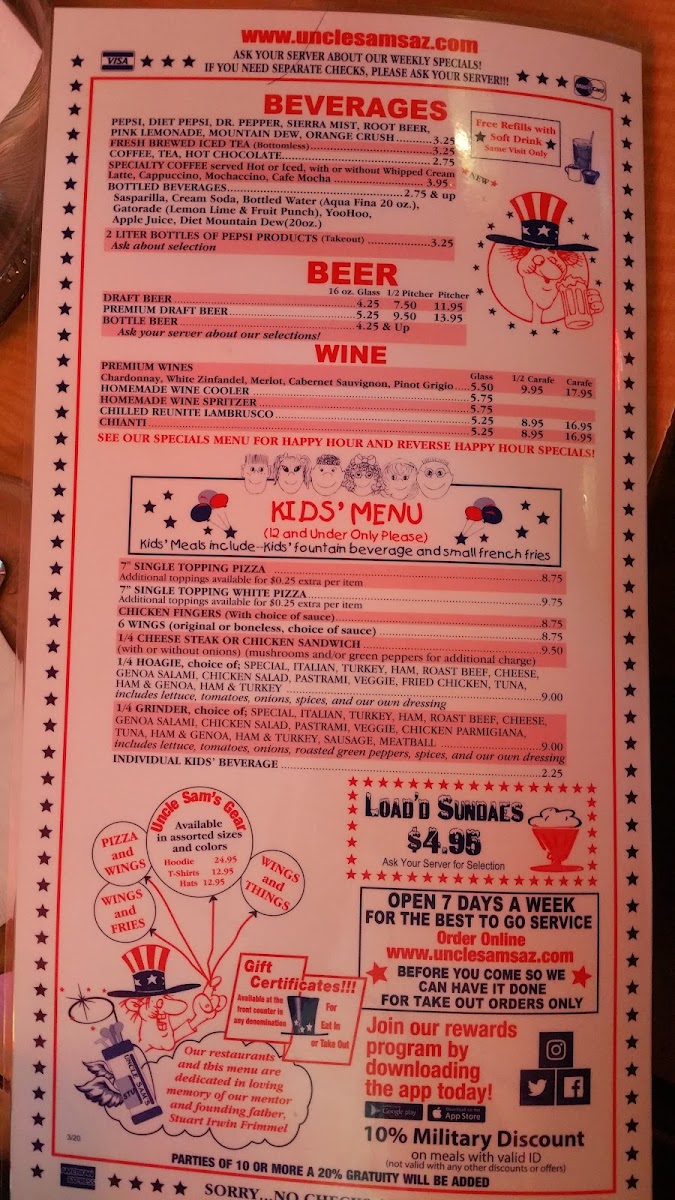 www.unclesamsaz.com
VISA
ASK YOUR SERVER ABOUT OUR WEEKLY SPECIALS!
IF YOU NEED SEPARATE CHECKS, PLEASE ASK YOUR SERVER!!!
BEVERAGES
PEPSI, DIET PEPSI, DR. PEPPER, SIERRA MIST, ROOT BEER,
PINK LEMONADE, MOUNTAIN DEW, ORANGE CRUSH ..........3.25
FRESH BREWED ICED TEA (Bottomless)..........3.25
COFFEE, TEA, HOT CHOCOLATE..........2.75
SPECIALTY COFFEE served Hot or Iced, with or without Whipped Cream
Latte, Cappuccino, Mochaccino, Cafe Mocha ..........3.95
BOTTLED BEVERAGES..........2.75 & up
Sasparilla, Cream Soda, Bottled Water (Aqua Fina 20 oz.),
Gatorade (Lemon Lime & Fruit Punch), YooHoo,
Apple Juice, Diet Mountain Dew(20oz.)
2 LITER BOTTLES OF PEPSI PRODUCTS (Takeout) ..........3.25
Ask about selection
Free Refills with
Soft Drink
Same Visit Only
NEW
BEER
16 oz. Glass 1/2 Pitcher Pitcher
DRAFT BEER ..........4.25 7.50 11.95
PREMIUM DRAFT BEER ..........5.25 9.50 13.95
BOTTLE BEER..........4.25 & Up
Ask your server about our selections!
WINE
PREMIUM WINES
Glass 1/2 Carafe Carafe
Chardonnay, White Zinfandel, Merlot, Cabernet Sauvignon, Pinot Grigio.....5.50 9.95 17.95
HOMEMADE WINE COOLER ..........5.75
HOMEMADE WINE SPRITZER..........5.75
CHILLED REUNITE LAMBRUSCO..........5.25 8.95 16.95
CHIANTI..........5.25 8.95 16.95
SEE OUR SPECIALS MENU FOR HAPPY HOUR AND REVERSE HAPPY HOUR SPECIALS!
KIDS' MENU
(12 and Under Only Please)
Kids' Meals include--Kids' fountain beverage and small french fries
7" SINGLE TOPPING PIZZA ..........8.75
Additional toppings available for $0.25 extra per item
7" SINGLE TOPPING WHITE PIZZA..........9.75
Additional toppings available for $0.25 extra per item
CHICKEN FINGERS (With choice of sauce)..........8.75
6 WINGS (original or boneless, choice of sauce)..........8.75
1/4 CHEESE STEAK OR CHICKEN SANDWICH ..........9.50
(with or without onions) (mushrooms and/or green peppers for additional charge)
1/4 HOAGIE, choice of; SPECIAL, ITALIAN, TURKEY, HAM, ROAST BEEF, CHEESE,
GENOA SALAMI, CHICKEN SALAD, PASTRAMI, VEGGIE, FRIED CHICKEN, TUNA,
HAM & GENOA, HAM & TURKEY ..........9.00
includes lettuce, tomatoes, onions, spices, and our own dressing
1/4 GRINDER, choice of; SPECIAL, ITALIAN, TURKEY, HAM, ROAST BEEF, CHEESE,
GENOA SALAMI, CHICKEN SALAD, PASTRAMI, VEGGIE, CHICKEN PARMIGIANA,
TUNA, HAM & GENOA, HAM & TURKEY, SAUSAGE, MEATBALL ..........9.00
includes lettuce, tomatoes, onions, roasted green peppers, spices, and our own dressing
INDIVIDUAL KIDS' BEVERAGE ..........2.25
PIZZA
and
WINGS
Uncle Sam's Gear
Available
in assorted sizes
and colors
Hoodie 24.95
T-Shirts 12.95
Hats 12.95
WINGS
and
THINGS
WINGS
and
FRIES
LOAD'D SUNDAES
$4.95
Ask Your Server for Selection
OPEN 7 DAYS A WEEK
FOR THE BEST TO GO SERVICE
Order Online
www.unclesamsaz.com
BEFORE YOU COME SO WE
CAN HAVE IT DONE
FOR TAKE OUT ORDERS ONLY
Gift
Certificates!!!
Available at the
front counter in
any denomination
For
Eat In
or Take Out
UNCLE SAM'S
STU
Our restaurants
and this menu are
dedicated in loving
memory of our mentor
and founding father,
Stuart Irwin Frimmel
Join our rewards
program by
downloading
the app today!
Google play
App Store
10% Military Discount
on meals with valid ID
(not valid with any other discounts or offers)
3/20
PARTIES OF 10 OR MORE A 20% GRATUITY WILL BE ADDED
AMERICAN
EXPRESS
SORRY...NO CHECKS